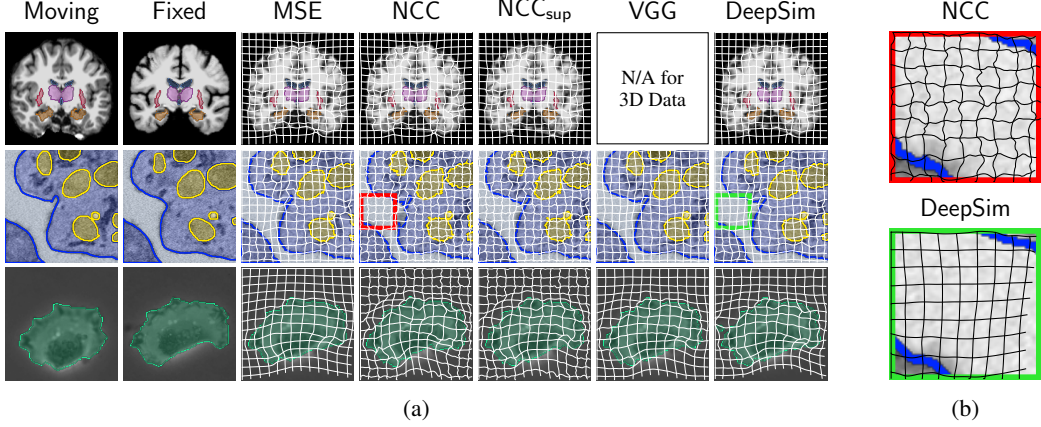 Moving Fixed MSE NCC NCCsup VGG DeepSim
N/A for
3D Data
(a)
NCC
DeepSim
(b)